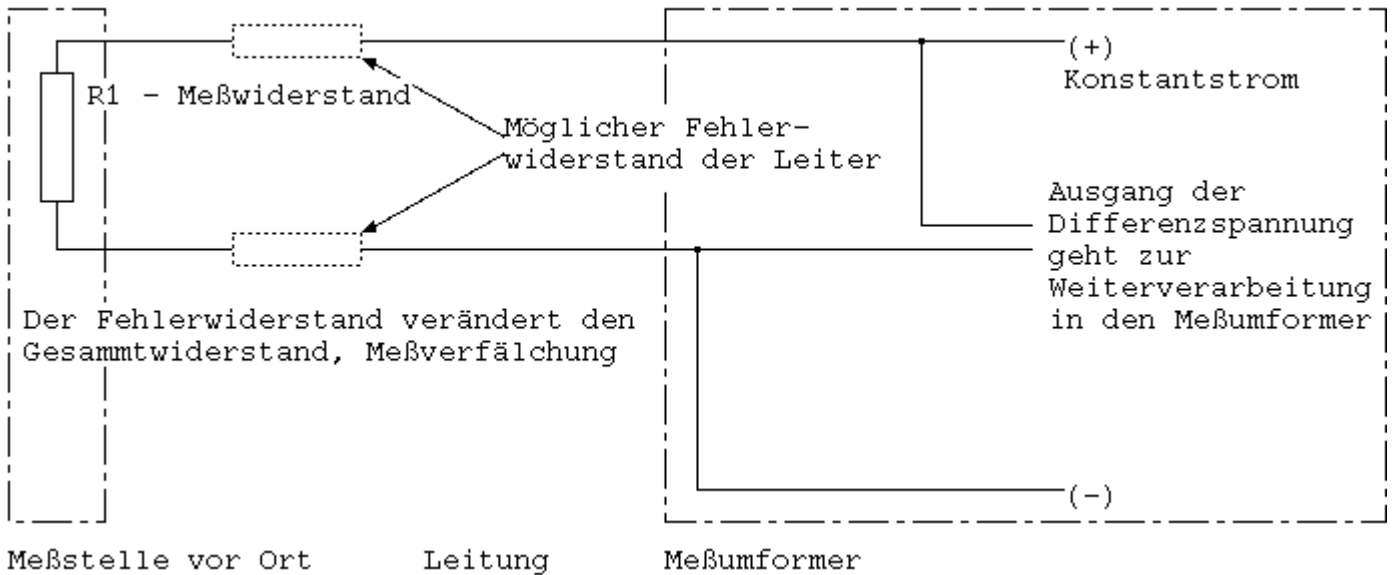 (+)
Konstantstrom
R1 - Meßwiderstand
Möglicher Fehler-
widerstand der Leiter
Ausgang der
Differenzspannung
geht zur
Weiterverarbeitung
in den Meßumformer
Der Fehlerwiderstand verändert den
Gesammtwiderstand, Meßverfälchung
(-)
Meßstelle vor Ort
Leitung
Meßumformer